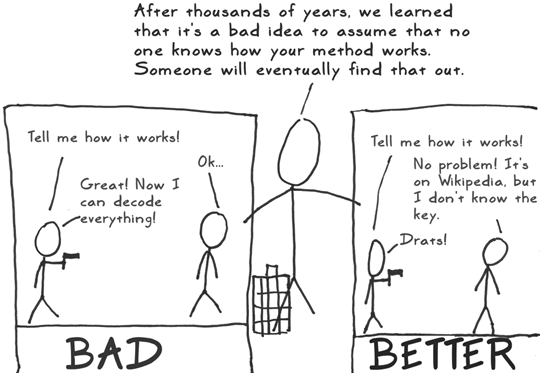 After thousands of years, we learned
that it's a bad idea to assume that no
one knows how your method works.
Someone will eventually find that out.
Tell me how it works!
Ok...
Great! Now I
can decode
everything!
BAD
Tell me how it works!
No problem! It's
on Wikipedia, but
I don't know the
key.
Drats!
BETTER